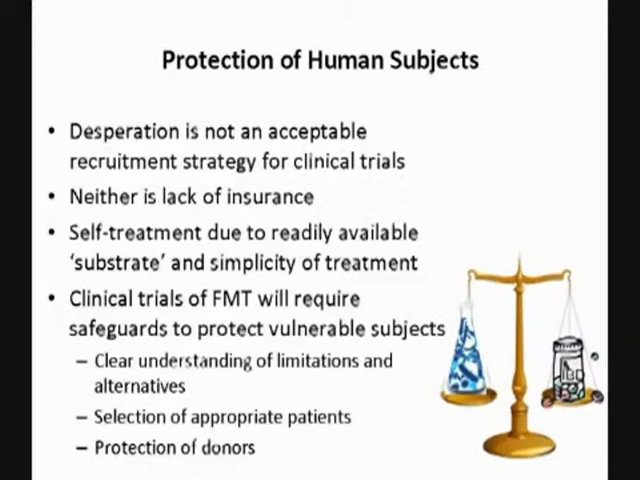 Protection of Human Subjects
• Desperation is not an acceptable
recruitment strategy for clinical trials
• Neither is lack of insurance
• Self-treatment due to readily available
‘substrate’ and simplicity of treatment
• Clinical trials of FMT will require
safeguards to protect vulnerable subjects
– Clear understanding of limitations and
alternatives
– Selection of appropriate patients
– Protection of donors